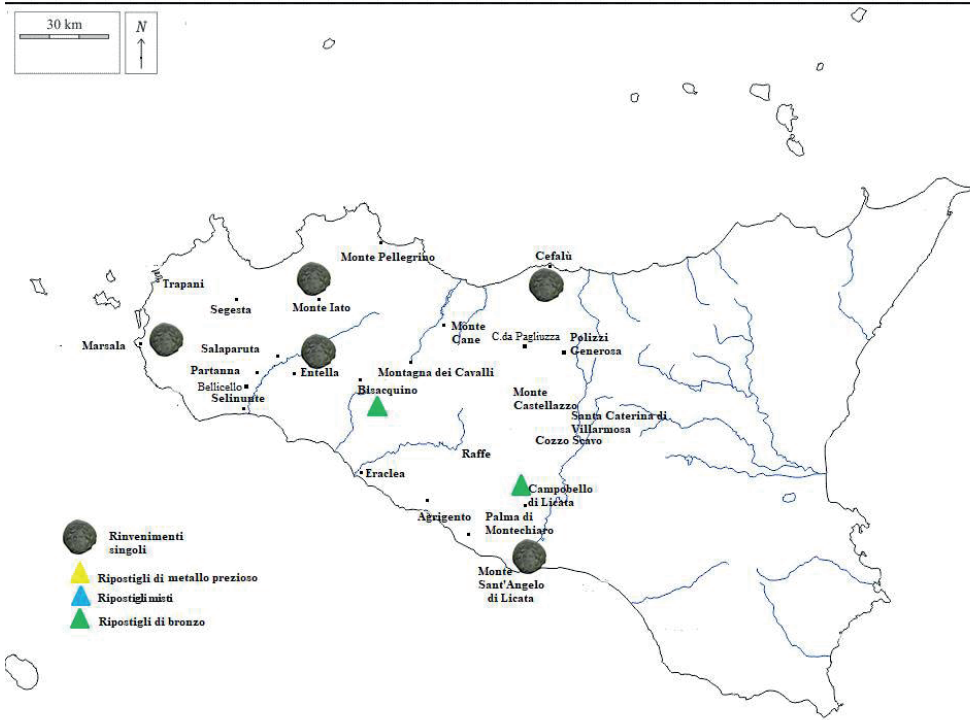 30 km
N
Cefalù
Monte Pellegrino
Trapani
Segesta
Monte Iato
Monte
Cane
C.da Pagliuzza
Polizzi
Generosa
Marsala
Salaparuta
Partanna
Entella
Montagna dei Cavalli
Bellicello
Bisacquino
Selinunte
Monte
Castellazzo
Santa Caterina di
Villarmosa
Cozzo Scavo
Raffe
Eraclea
Campobello
di Licata
Agrigento
Palma di
Montechiaro
Monte
Sant'Angelo
di Licata
Rinvenimenti
singoli
Ripostigli di metallo prezioso
Ripostigli misti
Ripostigli di bronzo